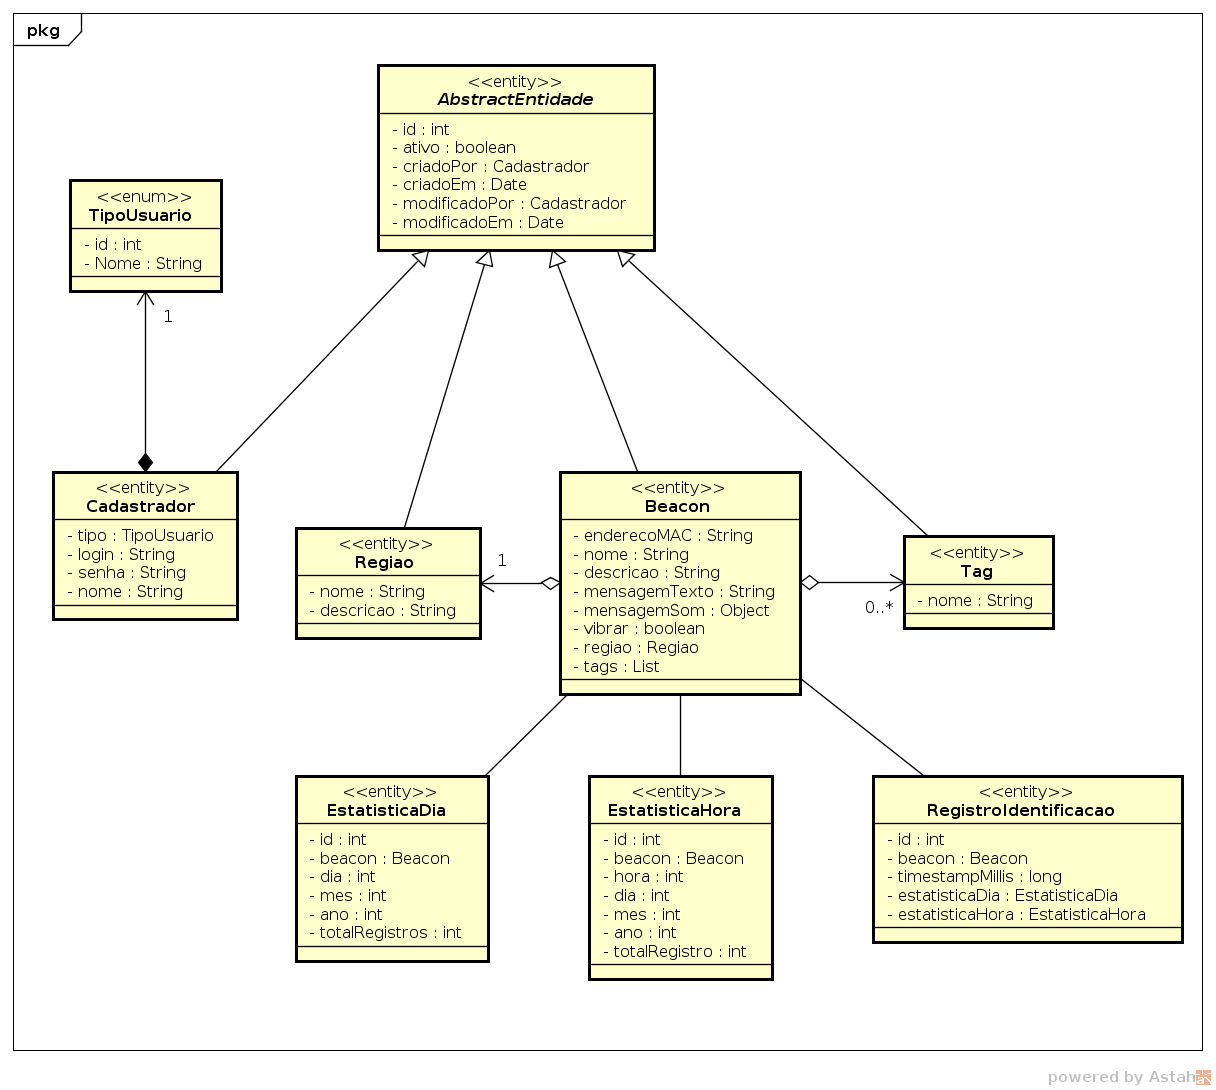 pkg
<<entity>>
AbstractEntidade
- id : int
- ativo : boolean
- criadoPor : Cadastrador
- criadoEm : Date
- modificadoPor : Cadastrador
- modificadoEm : Date
<<enum>>
TipoUsuario
- id : int
- Nome : String
1
<<entity>>
Cadastrador
- tipo : TipoUsuario
- login : String
- senha : String
- nome : String
<<entity>>
Regiao
- nome : String
- descricao : String
1
<<entity>>
Beacon
- enderecoMAC : String
- nome : String
- descricao : String
- mensagemTexto : String
- mensagemSom : Object
- vibrar : boolean
- regiao : Regiao
- tags : List
0..*
<<entity>>
Tag
- nome : String
<<entity>>
EstatisticaDia
- id : int
- beacon : Beacon
- dia : int
- mes : int
- ano : int
- totalRegistros : int
<<entity>>
EstatisticaHora
- id : int
- beacon : Beacon
- hora : int
- dia : int
- mes : int
- ano : int
- totalRegistro : int
<<entity>>
RegistroIdentificacao
- id : int
- beacon : Beacon
- timestampMillis : long
- estatisticaDia : EstatisticaDia
- estatisticaHora : EstatisticaHora
powered by Astah